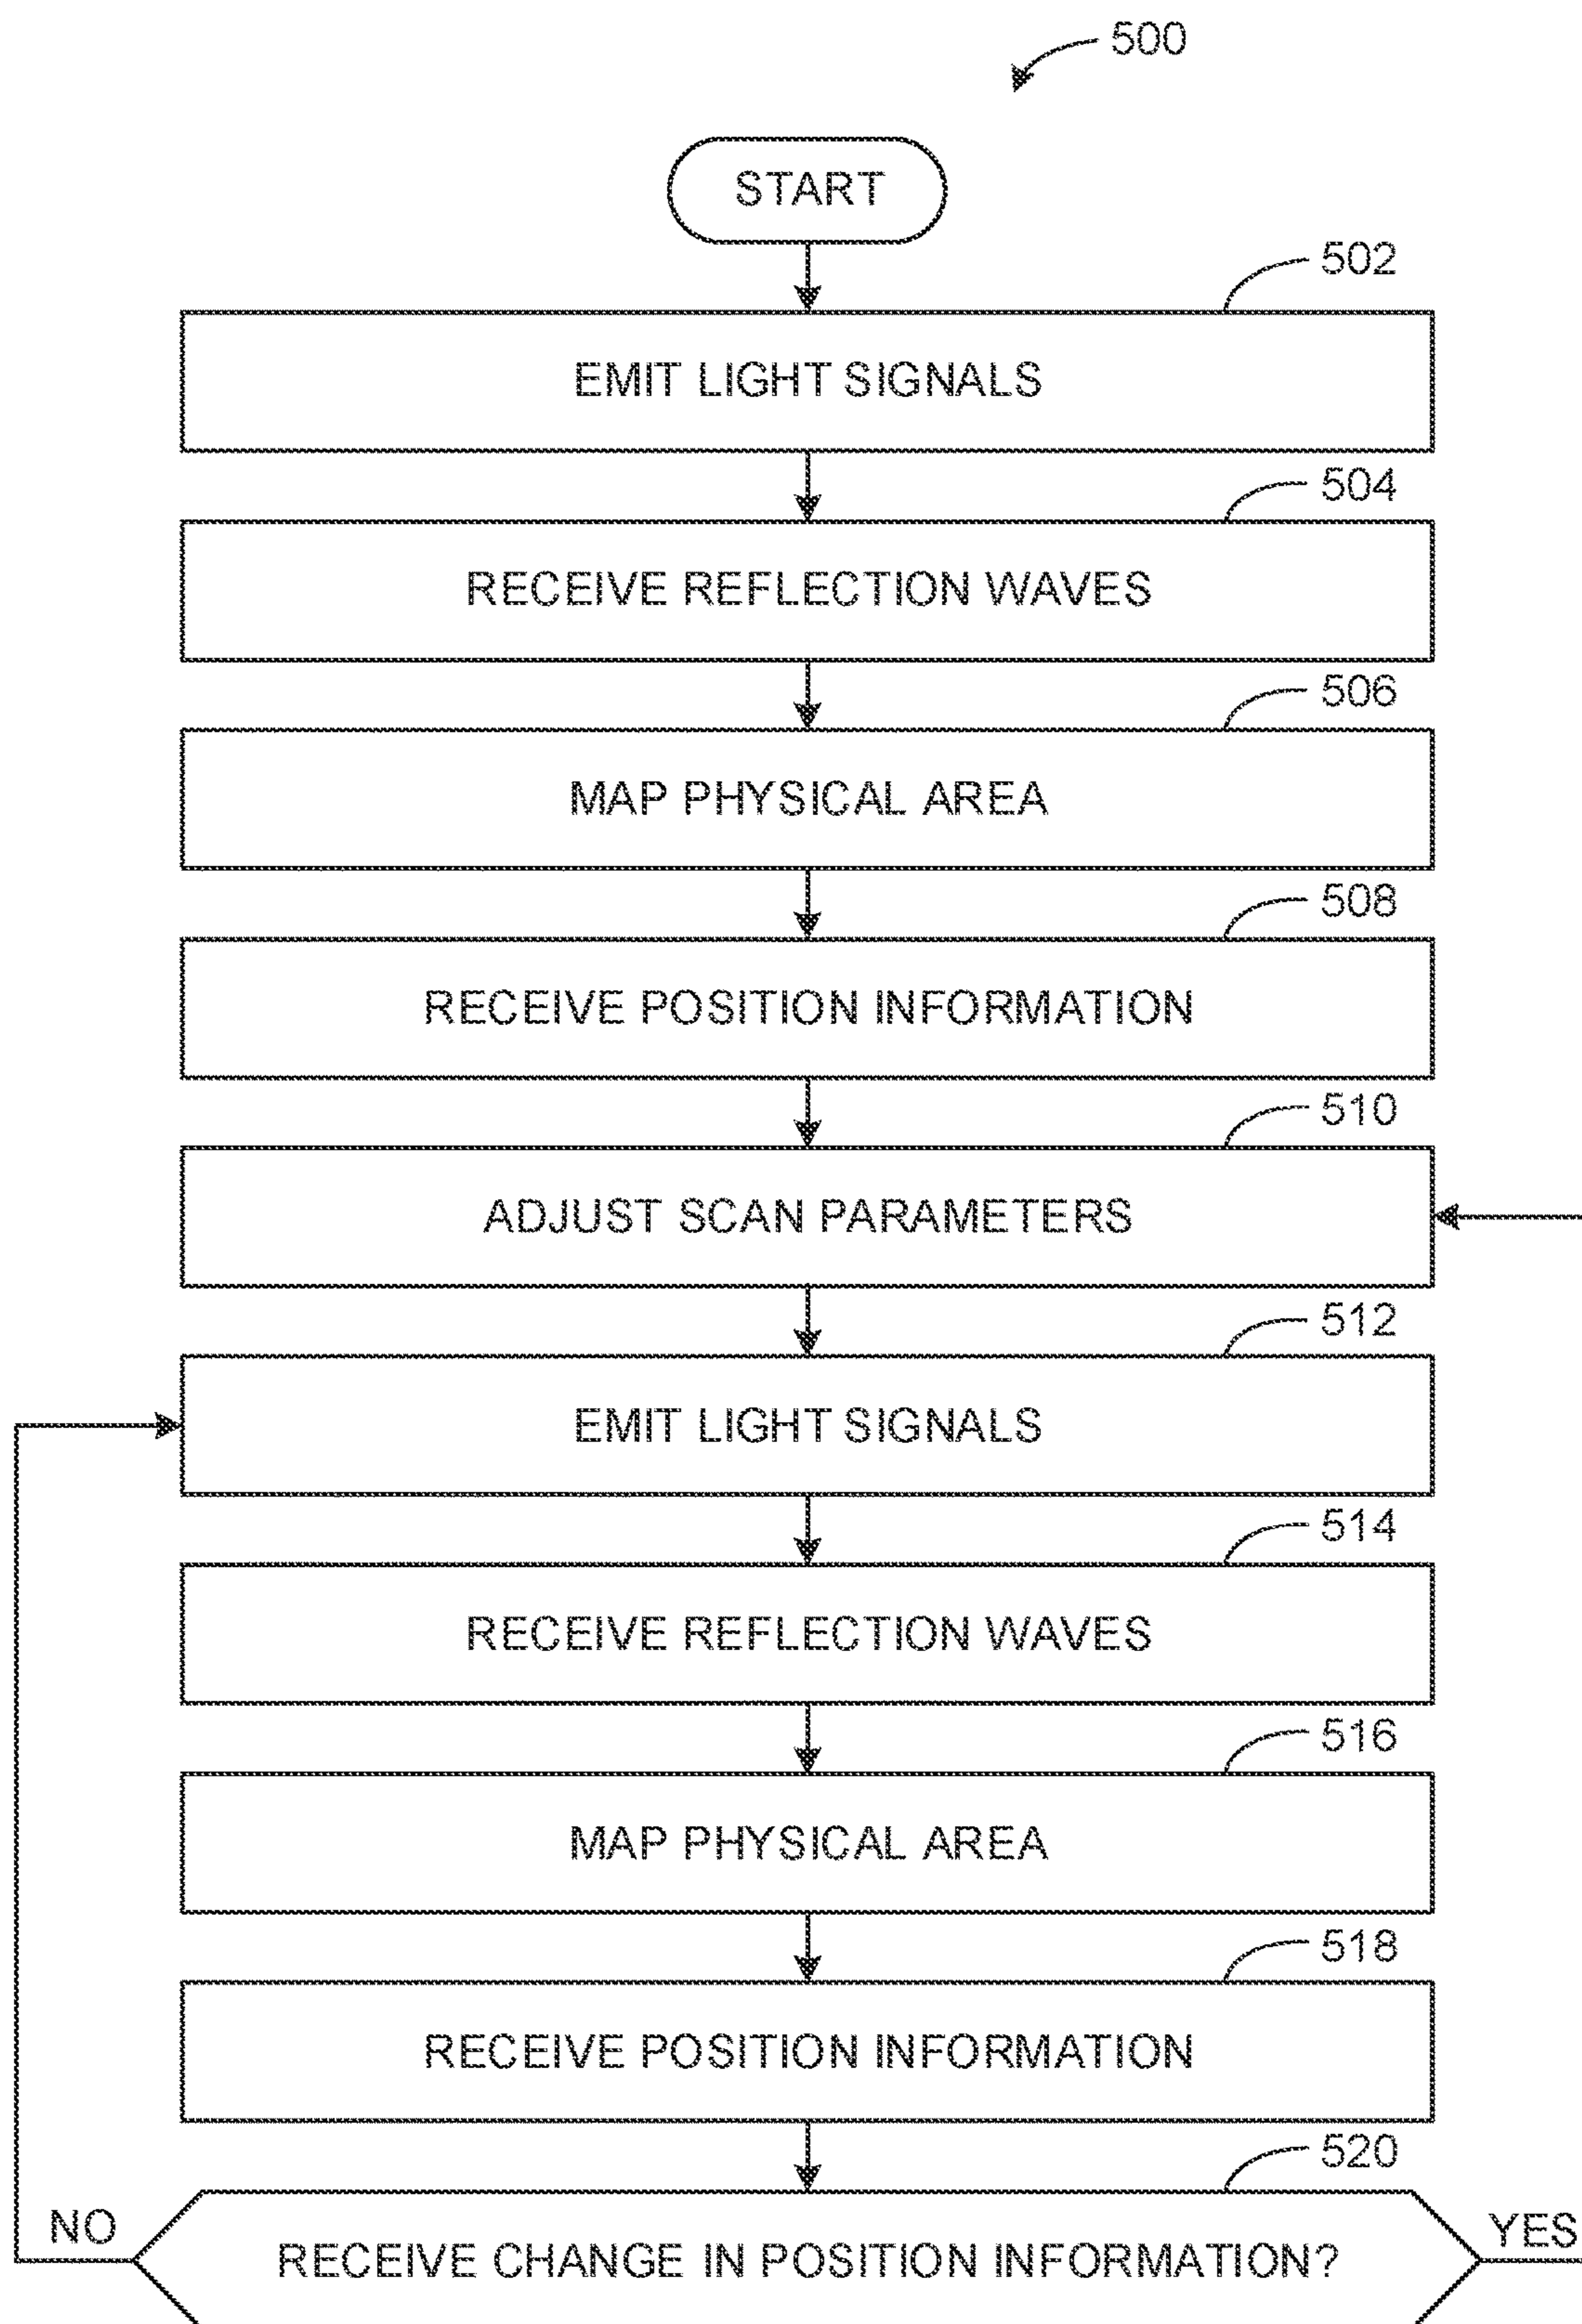 500
START
502
EMIT LIGHT SIGNALS
504
RECEIVE REFLECTION WAVES
506
MAP PHYSICAL AREA
508
RECEIVE POSITION INFORMATION
510
ADJUST SCAN PARAMETERS
512
EMIT LIGHT SIGNALS
514
RECEIVE REFLECTION WAVES
516
MAP PHYSICAL AREA
518
RECEIVE POSITION INFORMATION
520
NO
RECEIVE CHANGE IN POSITION INFORMATION?
YES